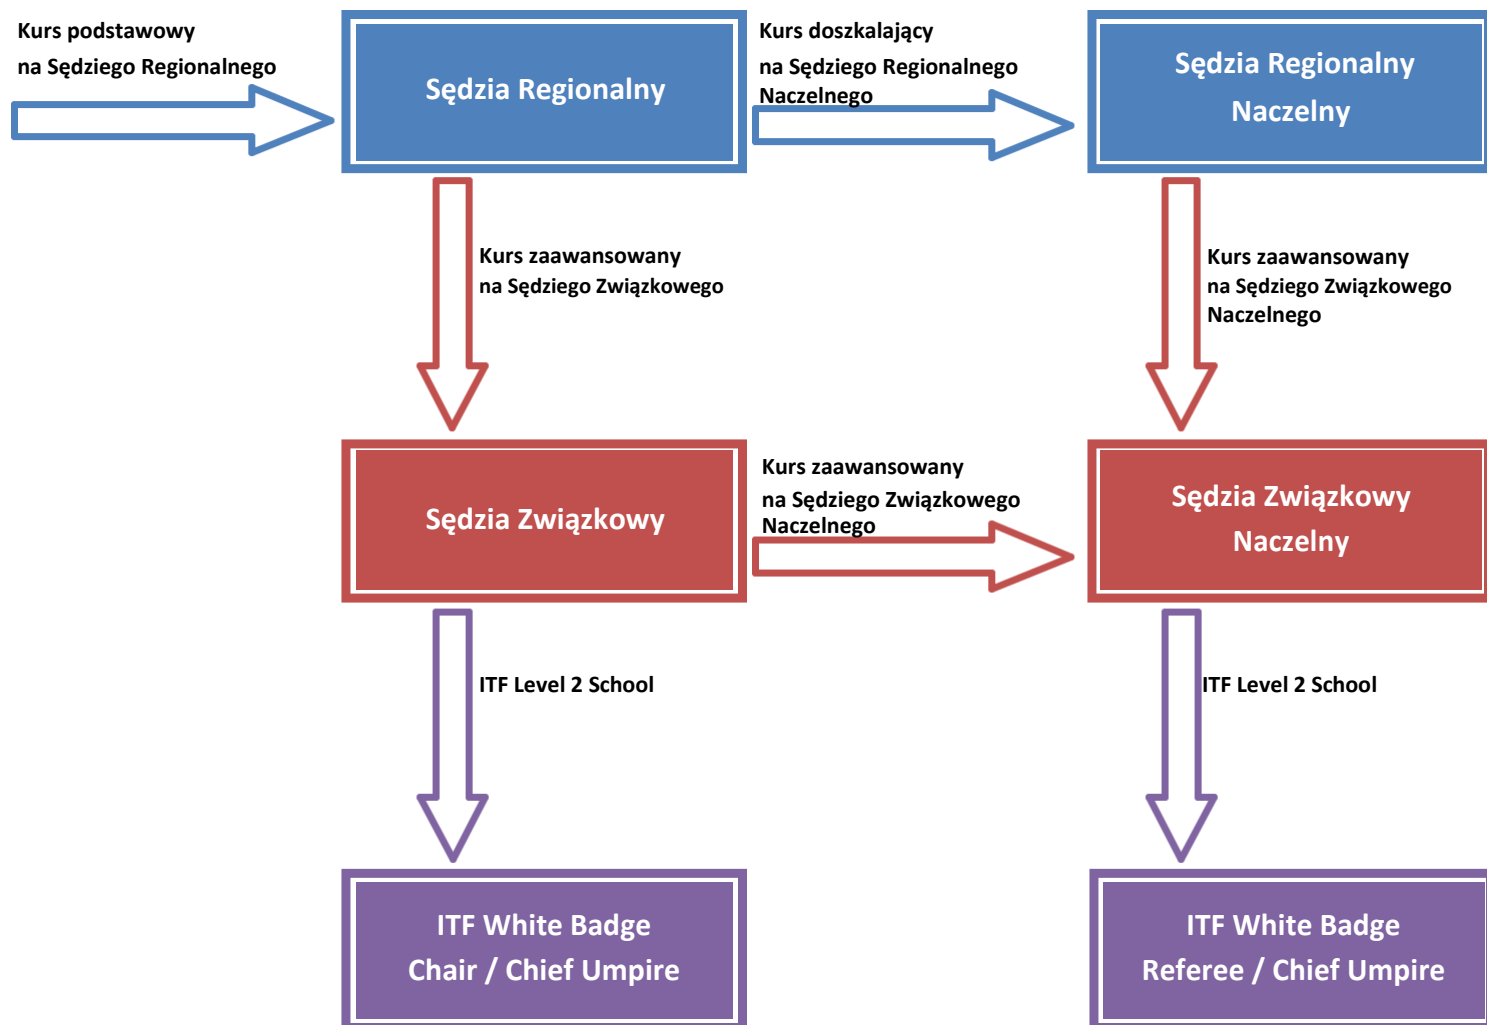 Kurs podstawowy
na Sędziego Regionalnego
Sędzia Regionalny
Kurs doszkalający
na Sędziego Regionalnego
Naczelnego
Sędzia Regionalny
Naczelny
Kurs zaawansowany
na Sędziego Związkowego
Kurs zaawansowany
na Sędziego Związkowego
Naczelnego
Sędzia Związkowy
Kurs zaawansowany
na Sędziego Związkowego
Naczelnego
Sędzia Związkowy
Naczelny
ITF Level 2 School
ITF Level 2 School
ITF White Badge
Chair / Chief Umpire
ITF White Badge
Referee / Chief Umpire